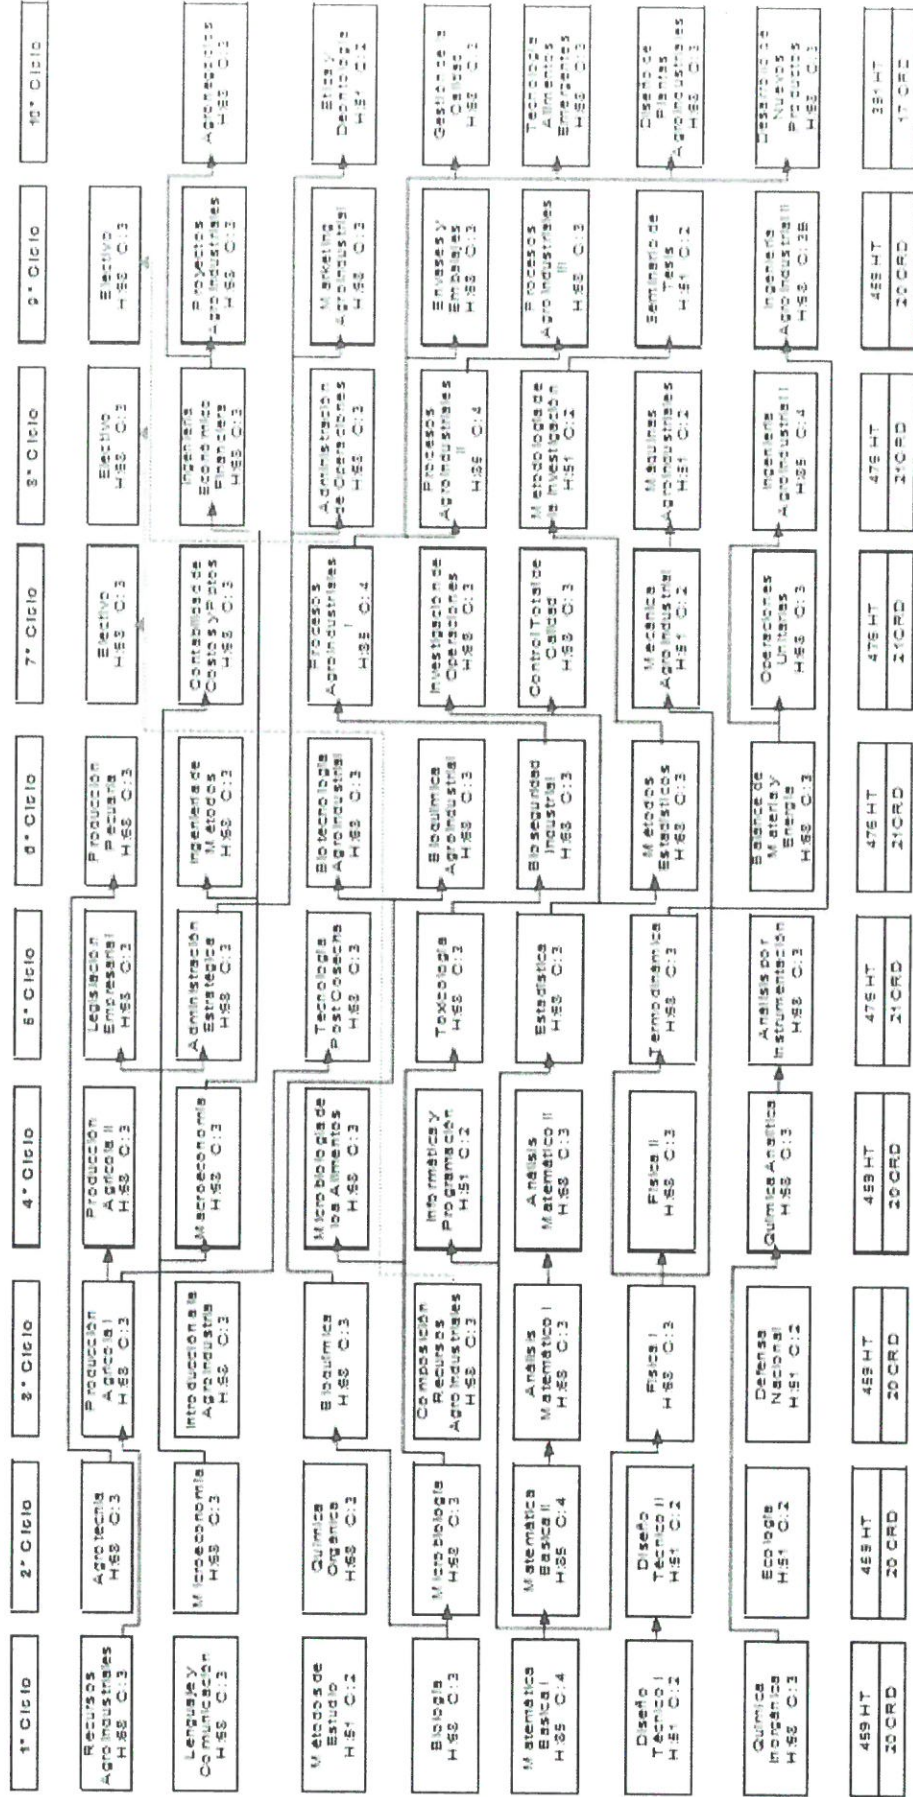 1° Ciclo
Recursos
Agroindustriales
H:68 C:3
Lenguaje y
Comunicación
H:68 C:3
Métodos de
Estudio
H:51 C:2
Biología
H:68 C:3
Matemática
Basica I
H:85 C:4
Diseño
Técnico I
H:51 C:2
Química
Inorgánica
H:68 C:3
459 HT
20 CRD
2° Ciclo
Agrotecnia
H:68 C:3
Microeconomía
H:68 C:3
Química
Orgánica
H:68 C:3
Microbiología
H:68 C:3
Matemática
Basica II
H:85 C:4
Diseño
Técnico II
H:51 C:2
Ecología
H:51 C:2
459 HT
20 CRD
3° Ciclo
Producción
Agrícola I
H:68 C:3
Introducción a la
Agroindustria
H:68 C:3
Bioquímica
H:68 C:3
Composición
Recursos
Agroindustriales
H:68 C:3
Análisis
Matemático I
H:68 C:3
Física I
H:68 C:3
Defensa
Nacional
H:51 C:2
459 HT
20 CRD
4° Ciclo
Producción
Agrícola II
H:68 C:3
Macroeconomía
H:68 C:3
Microbiología de
los Alimentos
H:68 C:3
Informática y
Programación
H:51 C:2
Análisis
Matemático II
H:68 C:3
Física II
H:68 C:3
Química Analítica
H:68 C:3
459 HT
20 CRD
5° Ciclo
Legislación
Empresarial
H:68 C:3
Administración
Estratégica
H:68 C:3
Tecnología
Post Cosecha
H:68 C:3
Toxicología
H:68 C:3
Estadística
H:68 C:3
Termodinámica
H:68 C:3
Analisis por
Instrumentación
H:68 C:3
476 HT
21 CRD
6° Ciclo
Producción
Pecuaria
H:68 C:3
Ingeniería de
Métodos
H:68 C:3
Biotecnología
Agroindustrial
H:68 C:3
Bioquímica
Agroindustrial
H:68 C:3
Bioseguridad
Industrial
H:68 C:3
Métodos
Estadísticos
H:68 C:3
Balance de
Materia y
Energía
H:68 C:3
476 HT
21 CRD
7° Ciclo
Electivo
H:68 C:3
Contabilidad de
Costos y Pptos
H:68 C:3
Procesos
Agroindustriales
I
H:85 C:4
Investigación de
Operaciones
H:68 C:3
Control Total de
Calidad
H:68 C:3
Mecánica
Agroindustrial
H:51 C:2
Operaciones
Unitarias
H:68 C:3
476 HT
21 CRD
8° Ciclo
Electivo
H:68 C:3
Ingeniería
Económico
Financiera
H:68 C:3
Administración
de Operaciones
H:68 C:3
Procesos
Agroindustriales
II
H:85 C:4
Metodología de
la Investigación
H:51 C:2
Maquinas
Agroindustriales
H:51 C:2
Ingeniería
Agroindustrial I
H:85 C:4
476 HT
21 CRD
9° Ciclo
Electivo
H:68 C:3
Proyectos
Agroindustriales
H:68 C:3
Marketing
Agroindustrial
H:68 C:3
Envases y
Embalajes
H:68 C:3
Procesos
Agroindustriales
III
H:68 C:3
Seminario de
Tesis
H:51 C:2
Ingeniería
Agroindustrial II
20 CRD
10° Ciclo
Agronegocios
H:68 C:3
Etica y
Deontología
H:51 C:2
Gestión de la
Calidad
H:68 C:3
Tecnología
Alimentos
Emergentes
H:68 C:3
Diseño de
Plantas
Agroindustriales
H:68 C:3
Desarrollo de
Nuevos
Productos
H:68 C:3
391 HT
17 CRD